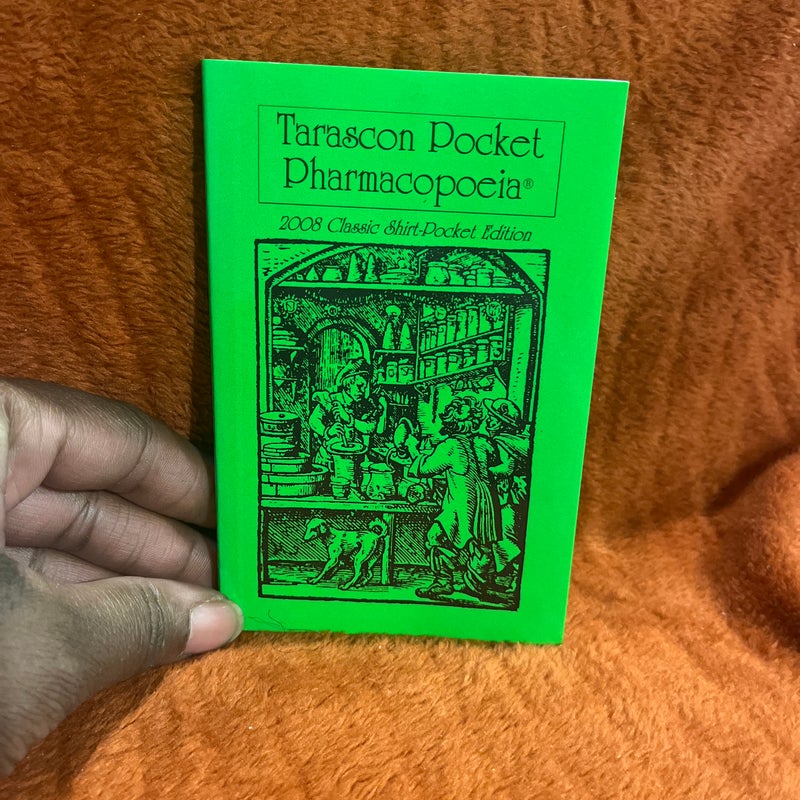 Tarascon Pocket
Pharmacopoeia®
2008 Classic Shirt-Pocket Edition